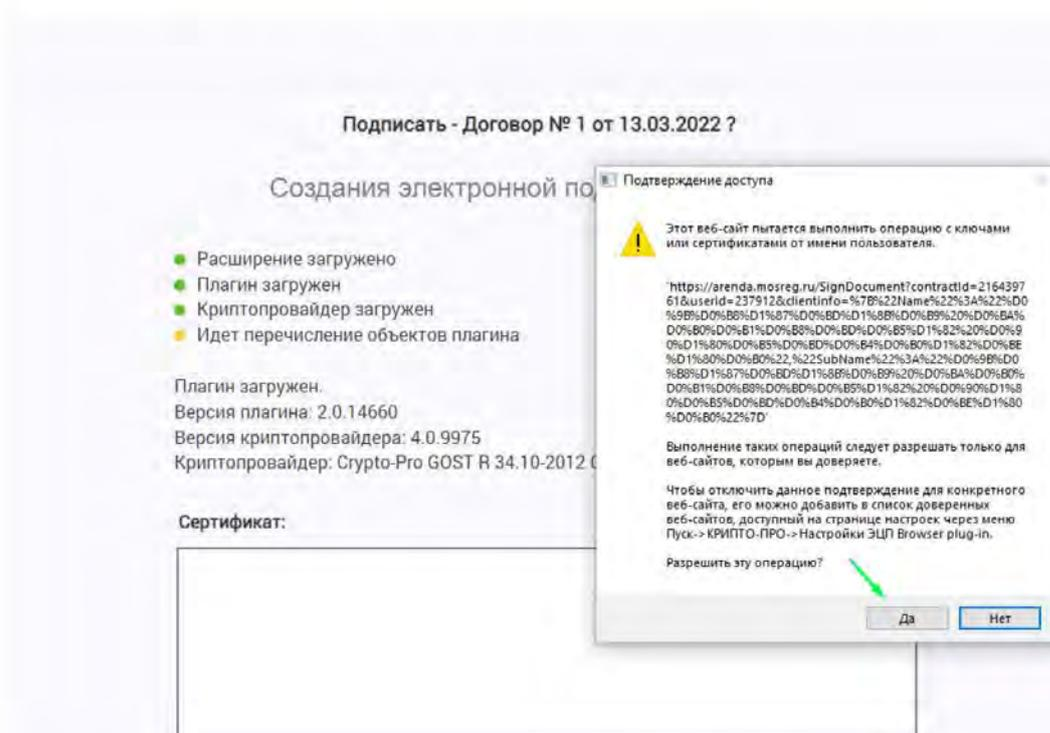 Подписать - Договор № 1 от 13.03.2022 ?
Создания электронной по
Расширение загружено
Плагин загружен
Криптопровайдер загружен
Идет перечисление объектов плагина
Плагин загружен.
Версия плагина: 2.0.14660
Версия криптопровайдера: 4.0.9975
Криптопровайдер: Crypto-Pro GOST R 34.10-2012
Сертификат:
Подтверждение доступа
Этот веб-сайт пытается выполнить операцию с ключами
или сертификатами от имени пользователя.
'https://arenda.mosreg.ru/SignDocument?contractId=2164397
61&userid=237912&clientinfo=%7B%22Name%22%3A%22%D0
%9B%D0%B8%D1%87%D0%BD%D1%8B%D0%B9%20%D0%BA%
D0%B0%D0%B1%D0%B8%D0%BD%D0%B5%D1%82%20%D0%9
0%D1%80%D0%B5%D0%BD%D0%B4%D0%B0%D1%82%D0%BE
%D1%80%D0%B0%22,%22SubName%22%3A%22%D0%9B%D0
%B8%D1%87%D0%BD%D1%8B%D0%B9%20%D0%BA%D0%B0%
D0%B1%D0%B8%D0%BD%D0%B5%D1%82%20%D0%90%D1%8
0%D0%B5%D0%BD%D0%B4%D0%B0%D1%82%D0%BE%D1%80
%D0%B0%22%7D'
Выполнение таких операций следует разрешать только для
веб-сайтов, которым вы доверяете.
Чтобы отключить данное подтверждение для конкретного
веб-сайта, его можно добавить в список доверенных
веб-сайтов, доступный на странице настроек через меню
Пуск->КРИПТО-ПРО->Настройки ЭЦП Browser plug-in.
Разрешить эту операцию?
Да
Нет